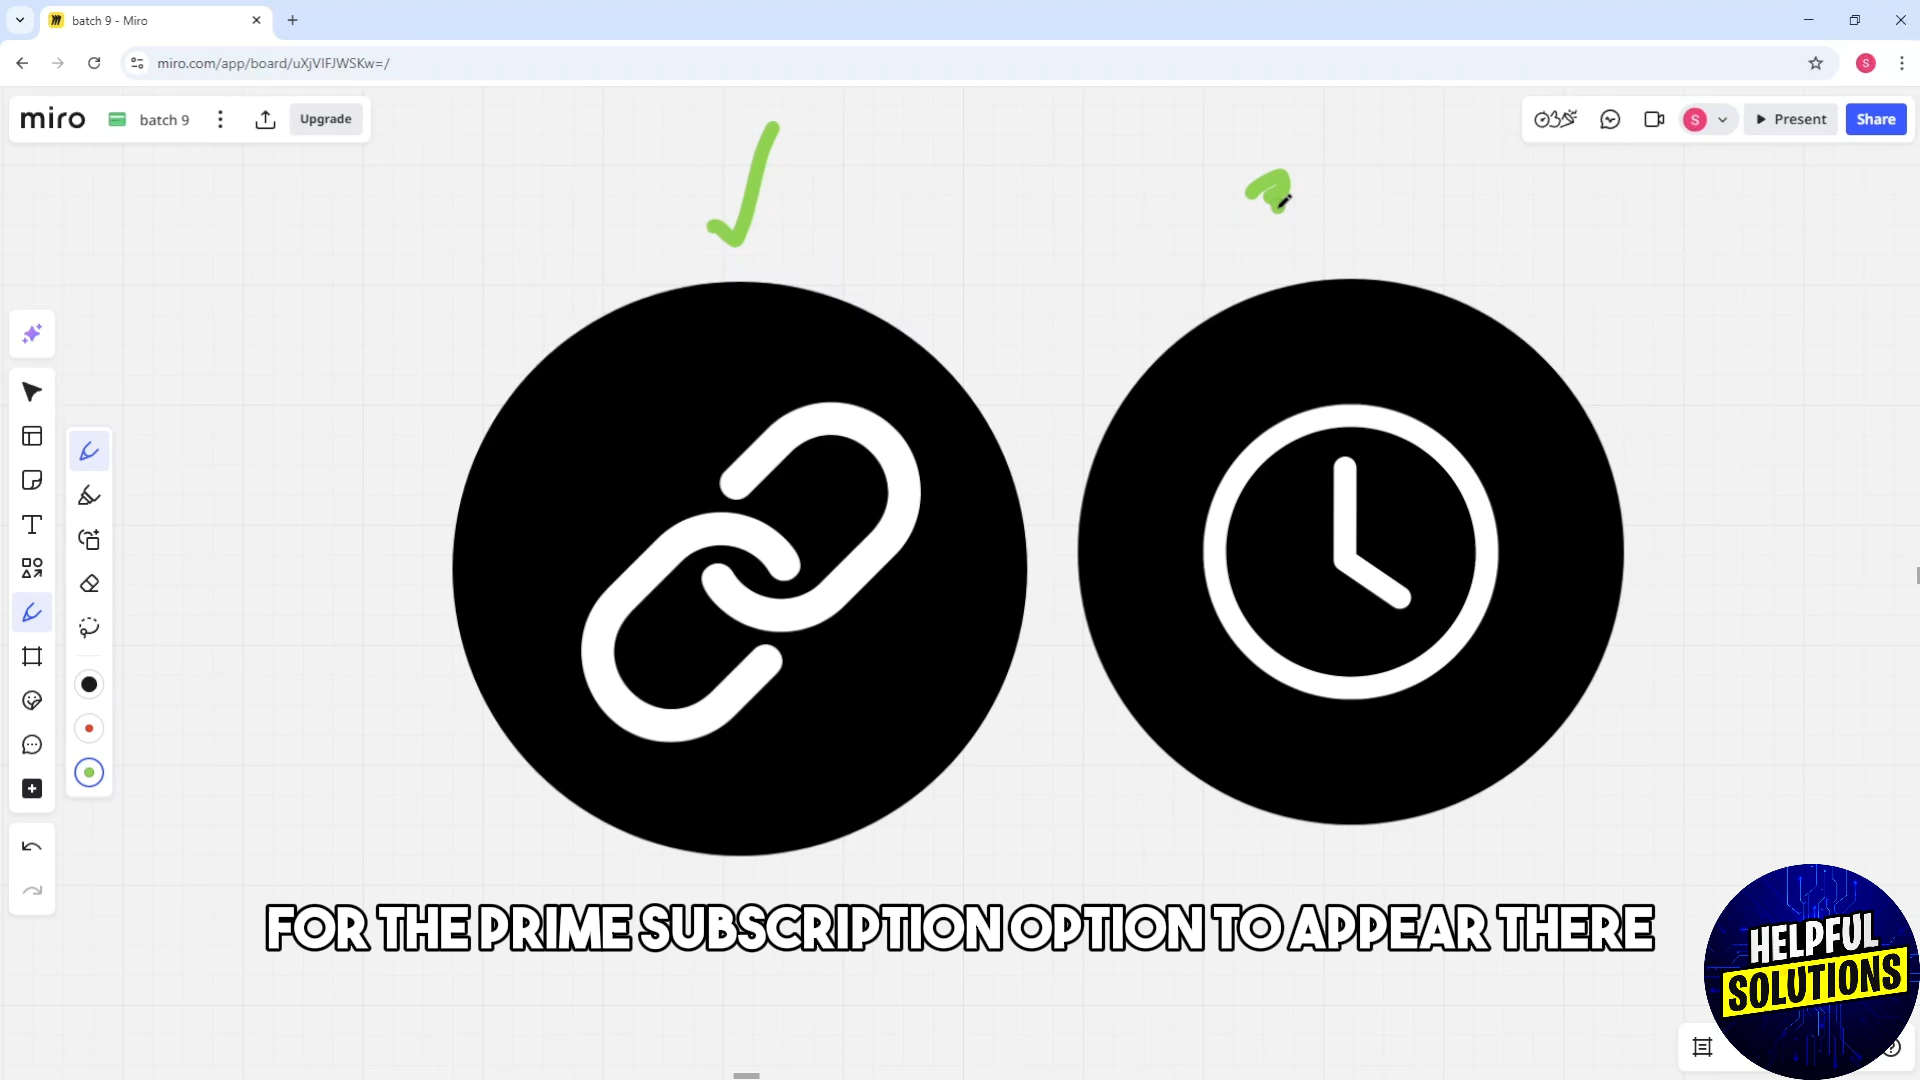 batch 9 - Miro
miro.com/app/board/uXjVIFJWSKw=/
S
miro
batch 9
Upgrade
S
Present
Share
FOR THE PRIME SUBSCRIPTION OPTION TO APPEAR THERE
HELPFUL
SOLUTIONS